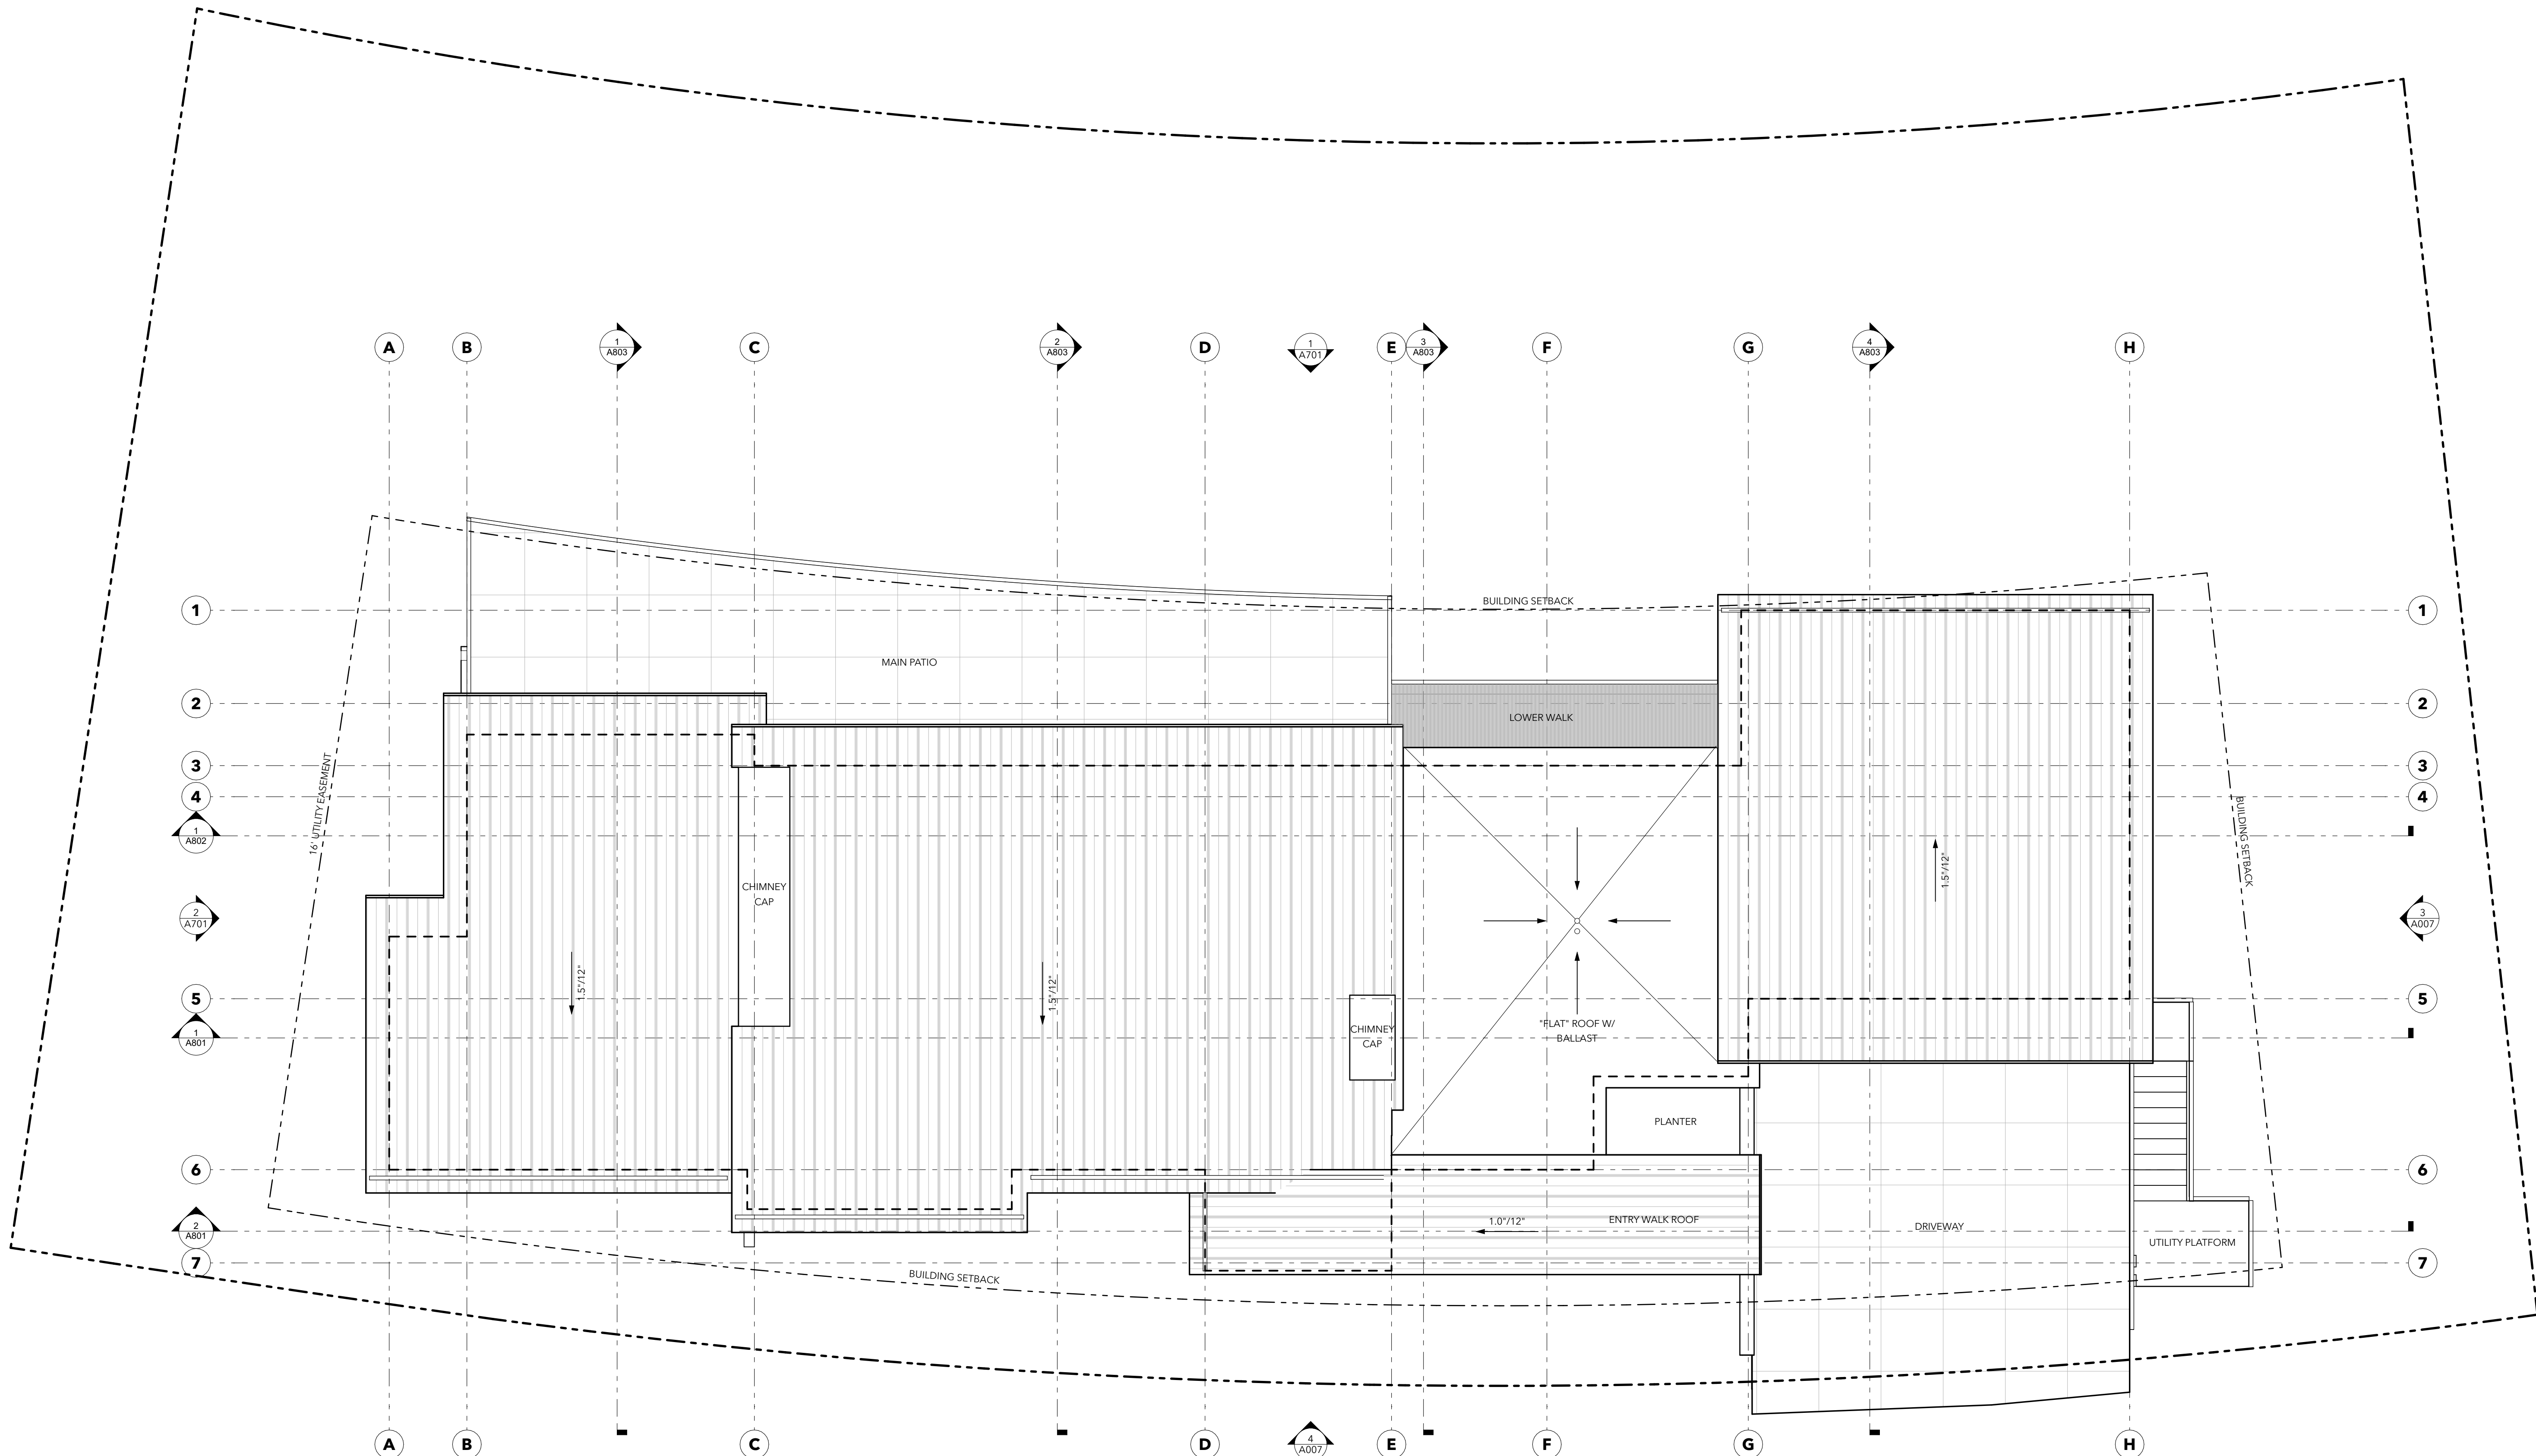 A
B
1
A803
C
2
A803
D
1
A701
E
3
A803
F
G
4
A803
H
BUILDING SETBACK
1
1
MAIN PATIO
2
2
LOWER WALK
16' UTILITY EASEMENT
3
3
4
4
BUILDING SETBACK
1
A802
1.5"/12"
CHIMNEY
CAP
2
A701
3
A007
1.5"/12"
1.5"/12"
5
5
"FLAT" ROOF W/
BALLAST
CHIMNEY
CAP
1
A801
PLANTER
6
6
1.0"/12"
ENTRY WALK ROOF
DRIVEWAY
2
A801
UTILITY PLATFORM
7
7
BUILDING SETBACK
A
B
C
D
4
A007
E
F
G
H